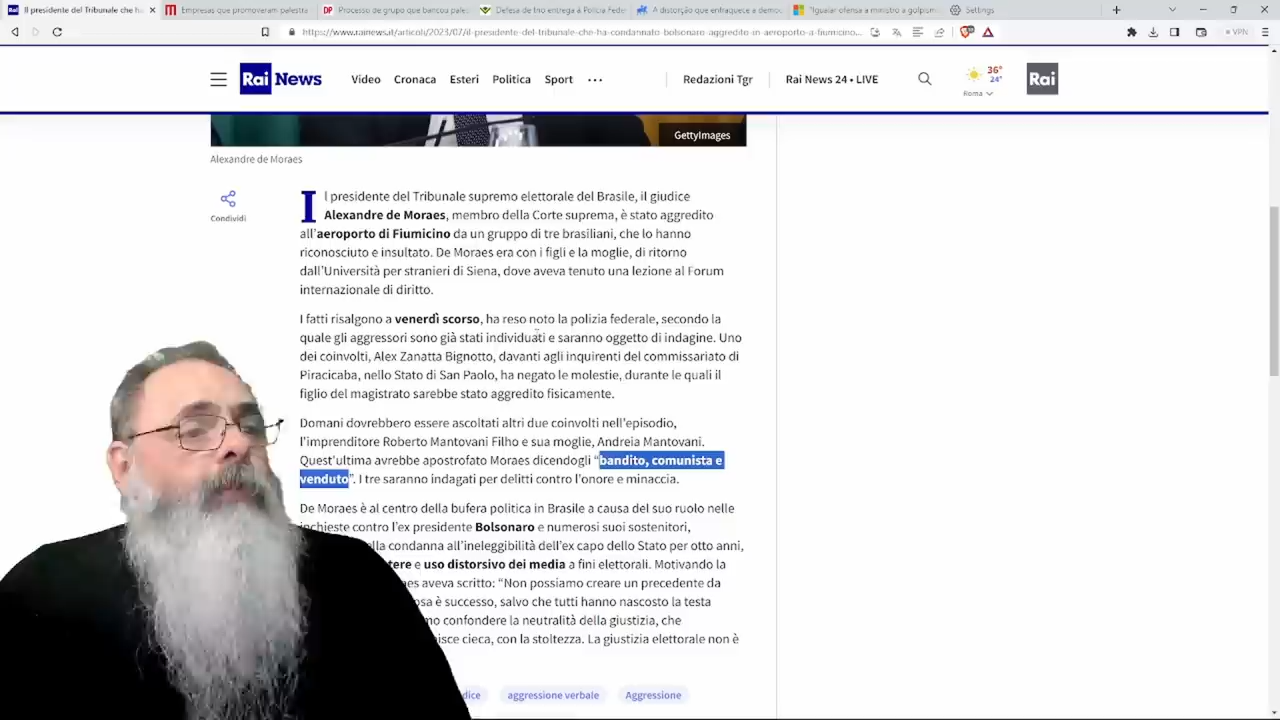 Il presidente del Tribunale che ha
Empresas que promoveram palestra
Processo de grupo que bancou pales
Defesa de trio entrega à Polícia Feder
A distorção que enfraquece a democ
"Igualar ofensa a ministro a golpism
Settings
https://www.rainews.it/articoli/2023/07/il-presidente-del-tribunale-che-ha-condannato-bolsonaro-aggredito-in-aeroporto-a-fiumicino...
VPN
Rai News
Video
Cronaca
Esteri
Politica
Sport
Redazioni Tgr
Rai News 24 • LIVE
36°
24°
Roma
Rai
GettyImages
Alexandre de Moraes
Condividi
Il presidente del Tribunale supremo elettorale del Brasile, il giudice
Alexandre de Moraes, membro della Corte suprema, è stato aggredito
all'aeroporto di Fiumicino da un gruppo di tre brasiliani, che lo hanno
riconosciuto e insultato. De Moraes era con i figli e la moglie, di ritorno
dall'Università per stranieri di Siena, dove aveva tenuto una lezione al Forum
internazionale di diritto.
I fatti risalgono a venerdì scorso, ha reso noto la polizia federale, secondo la
quale gli aggressori sono già stati individuati e saranno oggetto di indagine. Uno
dei coinvolti, Alex Zanatta Bignotto, davanti agli inquirenti del commissariato di
Piracicaba, nello Stato di San Paolo, ha negato le molestie, durante le quali il
figlio del magistrato sarebbe stato aggredito fisicamente.
Domani dovrebbero essere ascoltati altri due coinvolti nell'episodio,
l'imprenditore Roberto Mantovani Filho e sua moglie, Andreia Mantovani.
Quest'ultima avrebbe apostrofato Moraes dicendogli “bandito, comunista e
venduto”. I tre saranno indagati per delitti contro l'onore e minaccia.
De Moraes è al centro della bufera politica in Brasile a causa del suo ruolo nelle
inchieste contro l'ex presidente Bolsonaro e numerosi suoi sostenitori,
ella condanna all'ineleggibilità dell'ex capo dello Stato per otto anni,
tere e uso distorsivo dei media a fini elettorali. Motivando la
aes aveva scritto: “Non possiamo creare un precedente da
osa è successo, salvo che tutti hanno nascosto la testa
mo confondere la neutralità della giustizia, che
isce cieca, con la stoltezza. La giustizia elettorale non è
dice
aggressione verbale
Aggressione